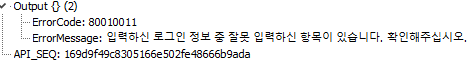 Output {} (2)
ErrorCode: 80010011
ErrorMessage: 입력하신 로그인 정보 중 잘못 입력하신 항목이 있습니다. 확인해주십시오.
API_SEQ: 169d9f49c8305166e502fe48666b9ada